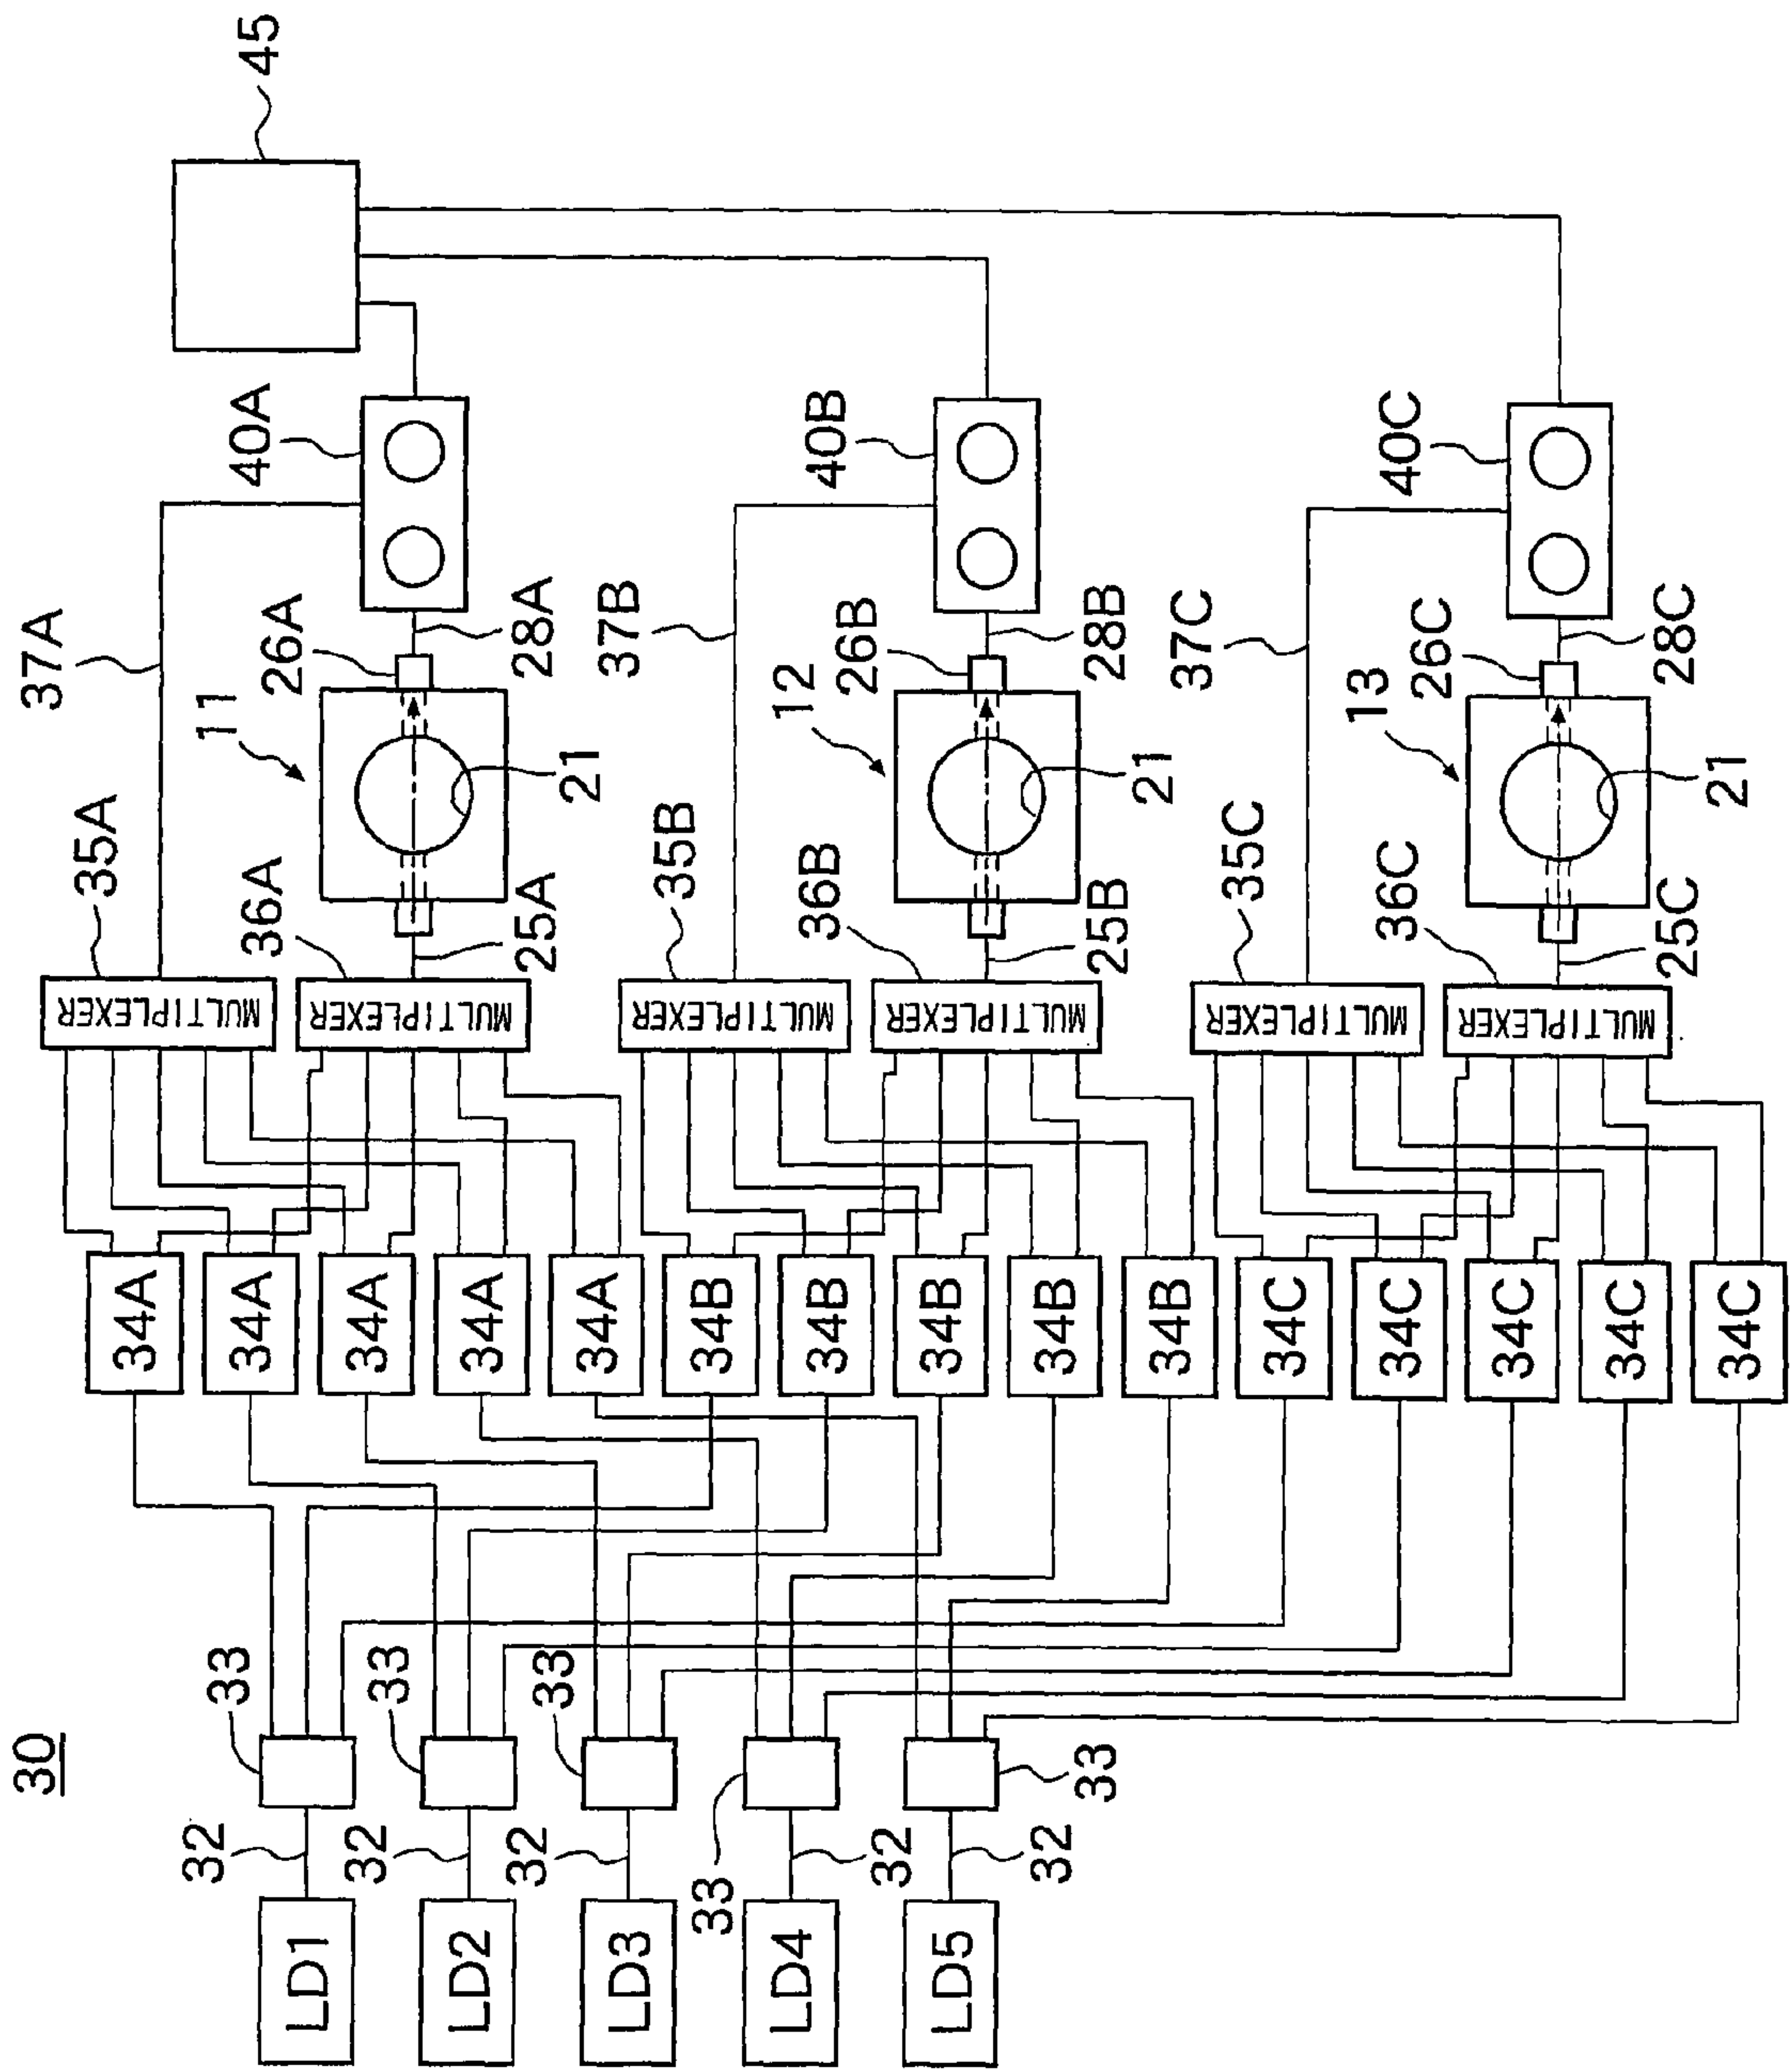 30
LD1
LD2
LD3
LD4
LD5
32
32
32
32
32
33
33
33
33
33
34A
34A
34A
34A
34A
34B
34B
34B
34B
34B
34C
34C
34C
34C
34C
MULTIPLEXER
MULTIPLEXER
MULTIPLEXER
MULTIPLEXER
MULTIPLEXER
MULTIPLEXER
35A
36A
35B
36B
35C
36C
25A
25B
25C
37A
11
26A
21
28A
37B
12
26B
21
28B
37C
13
26C
21
28C
40A
40B
40C
45